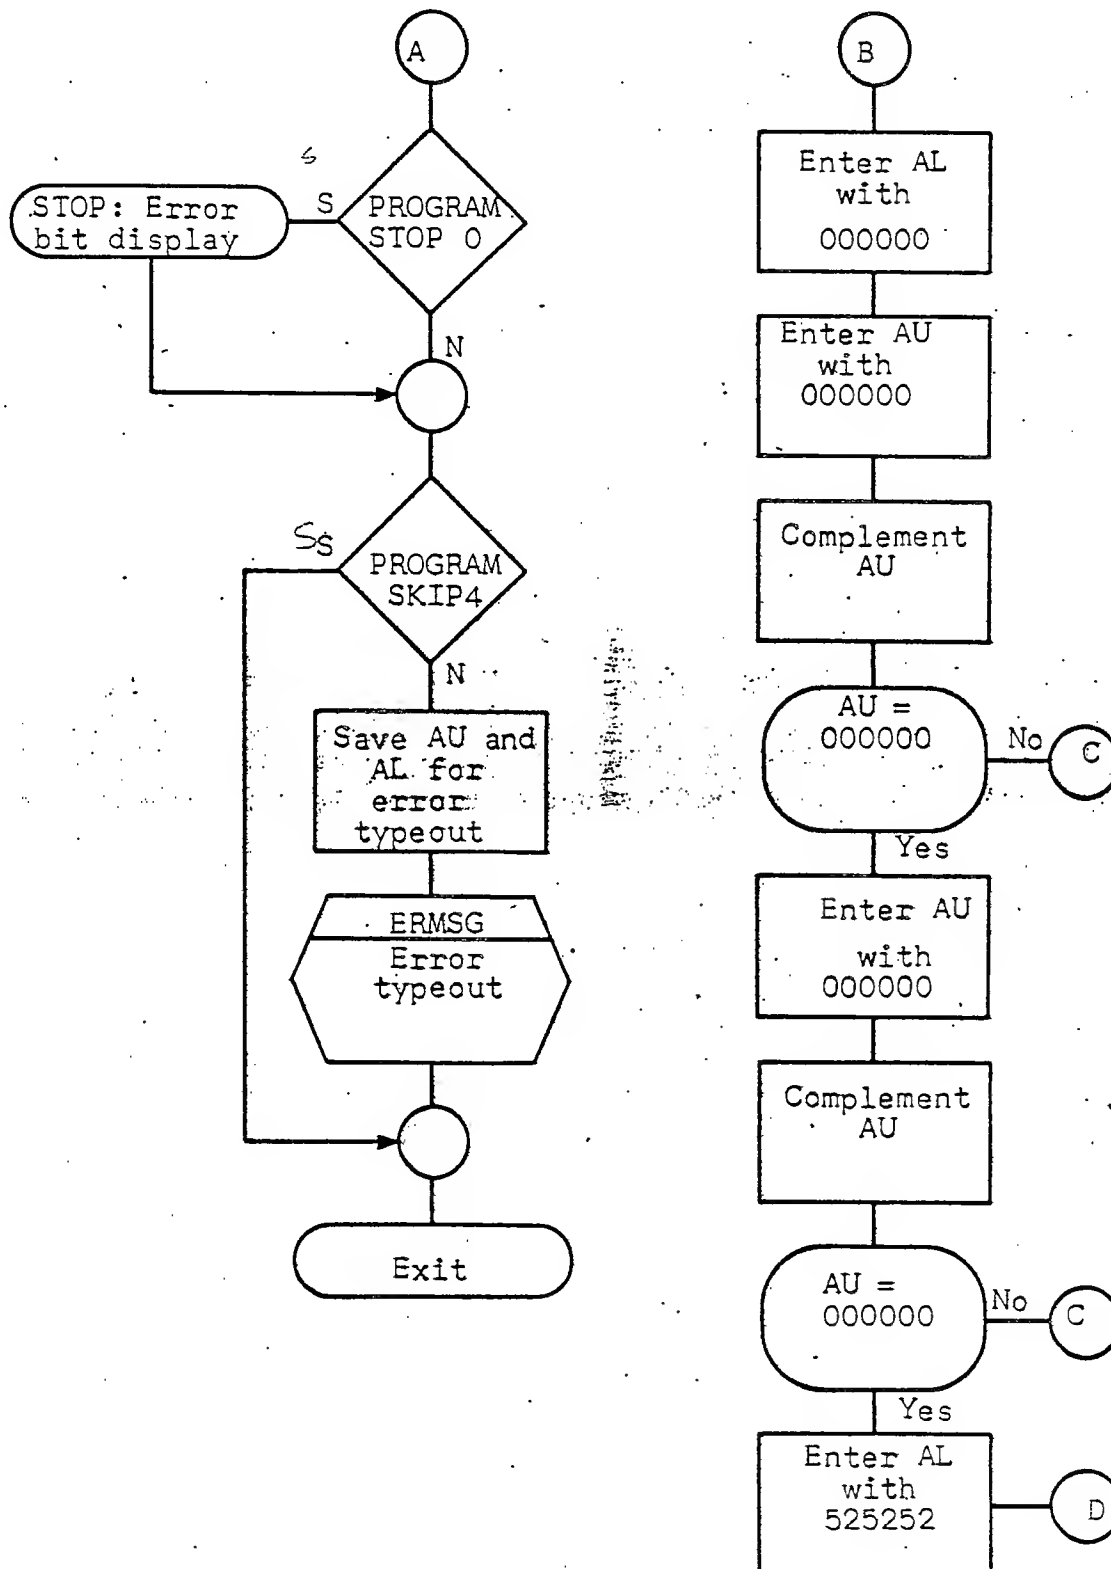 A
s
S
PROGRAM
STOP 0
STOP: Error
bit display
N
Ss
PROGRAM
SKIP4
N
Save AU and
AL for
error
typeout
ERMSG
Error
typeout
Exit
B
Enter AL
with
000000
Enter AU
with
000000
Complement
AU
AU =
000000
No
C
Yes
Enter AU
with
000000
Complement
AU
AU =
000000
No
C
Yes
Enter AL
with
525252
D